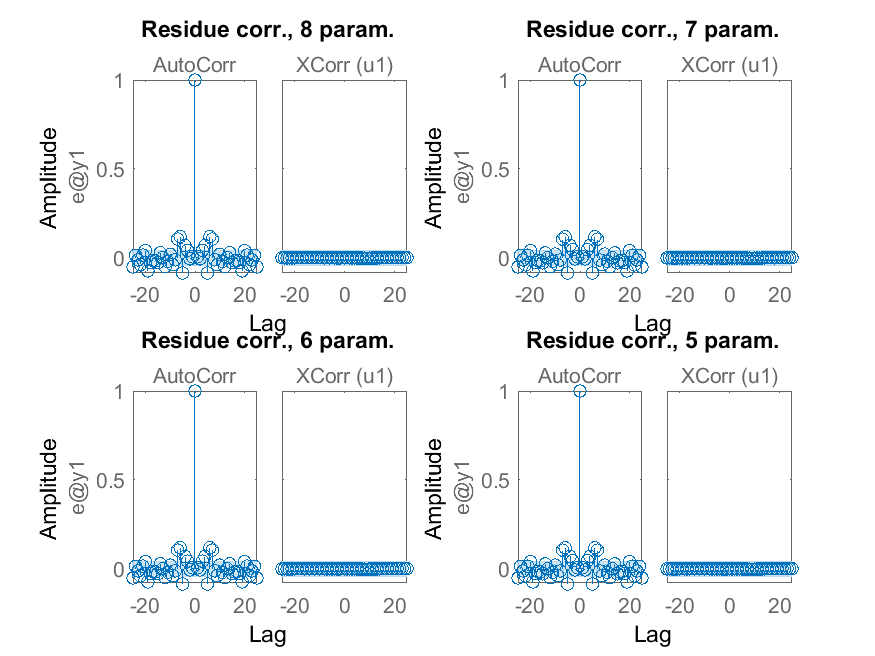 Residue corr., 8 param.
AutoCorr
XCorr (u1)
Amplitude
e@y1
1
0.5
0
-20 0 20
-20 0 20
Lag
Residue corr., 7 param.
AutoCorr
XCorr (u1)
Amplitude
e@y1
1
0.5
0
-20 0 20
-20 0 20
Lag
Residue corr., 6 param.
AutoCorr
XCorr (u1)
Amplitude
e@y1
1
0.5
0
-20 0 20
-20 0 20
Lag
Residue corr., 5 param.
AutoCorr
XCorr (u1)
Amplitude
e@y1
1
0.5
0
-20 0 20
-20 0 20
Lag